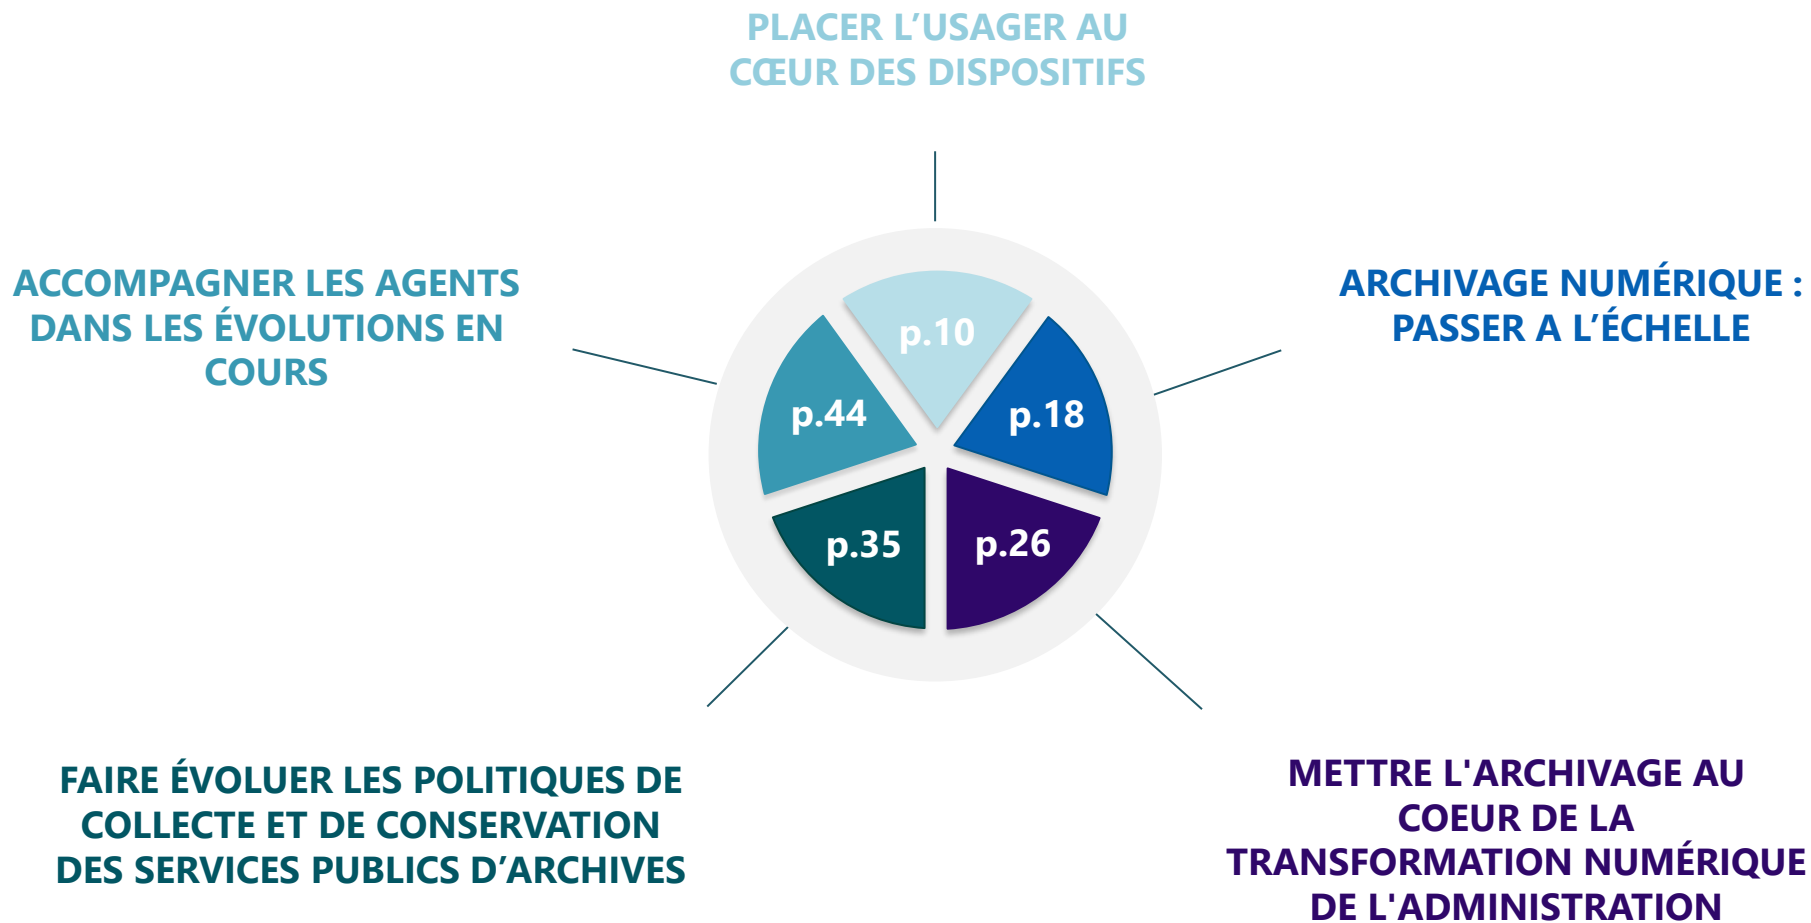 PLACER L’USAGER AU
CŒUR DES DISPOSITIFS
ACCOMPAGNER LES AGENTS
DANS LES ÉVOLUTIONS EN
COURS
ARCHIVAGE NUMÉRIQUE :
PASSER A L’ÉCHELLE
p.10
p.44
p.18
p.35
p.26
FAIRE ÉVOLUER LES POLITIQUES DE
COLLECTE ET DE CONSERVATION
DES SERVICES PUBLICS D’ARCHIVES
METTRE L'ARCHIVAGE AU
COEUR DE LA
TRANSFORMATION NUMÉRIQUE
DE L'ADMINISTRATION